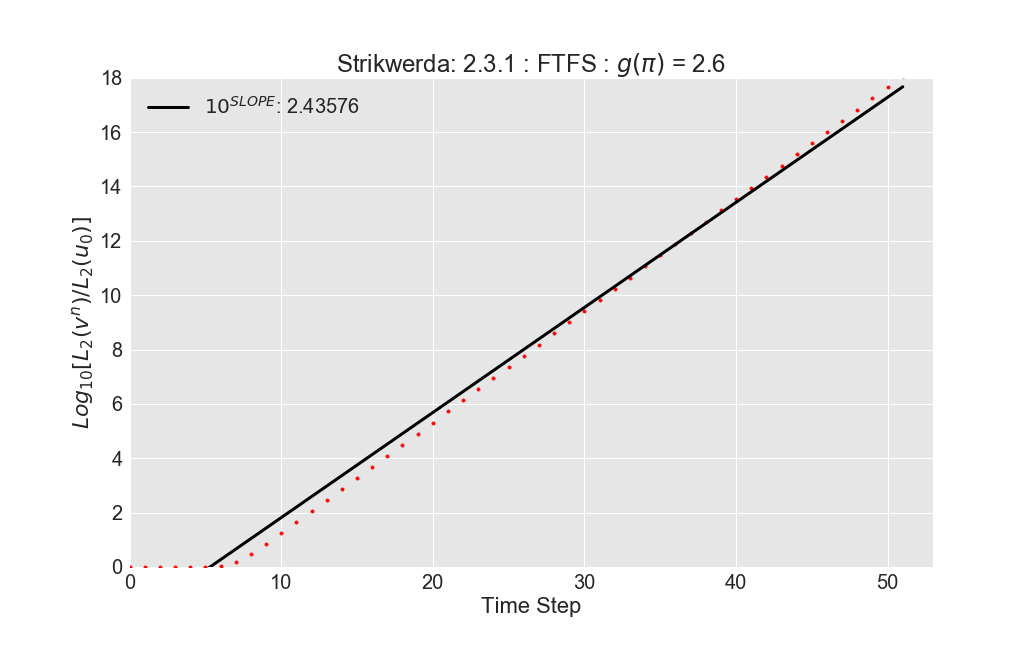 Strikwerda: 2.3.1 : FTFS : g(π) = 2.6
10^SLOPE: 2.43576
Log₁₀[L₂(vⁿ)/L₂(u₀)]
18
16
14
12
10
8
6
4
2
0
0 10 20 30 40 50
Time Step